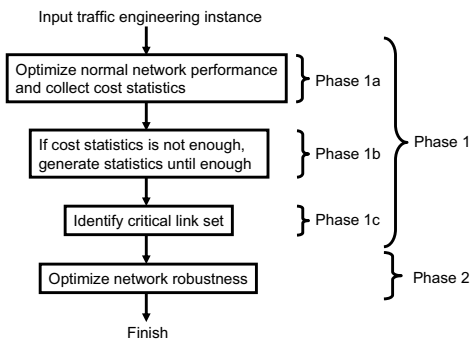 Input traffic engineering instance
Optimize normal network performance
and collect cost statistics
Phase 1a
If cost statistics is not enough,
generate statistics until enough
Phase 1b
Phase 1
Identify critical link set
Phase 1c
Optimize network robustness
Phase 2
Finish